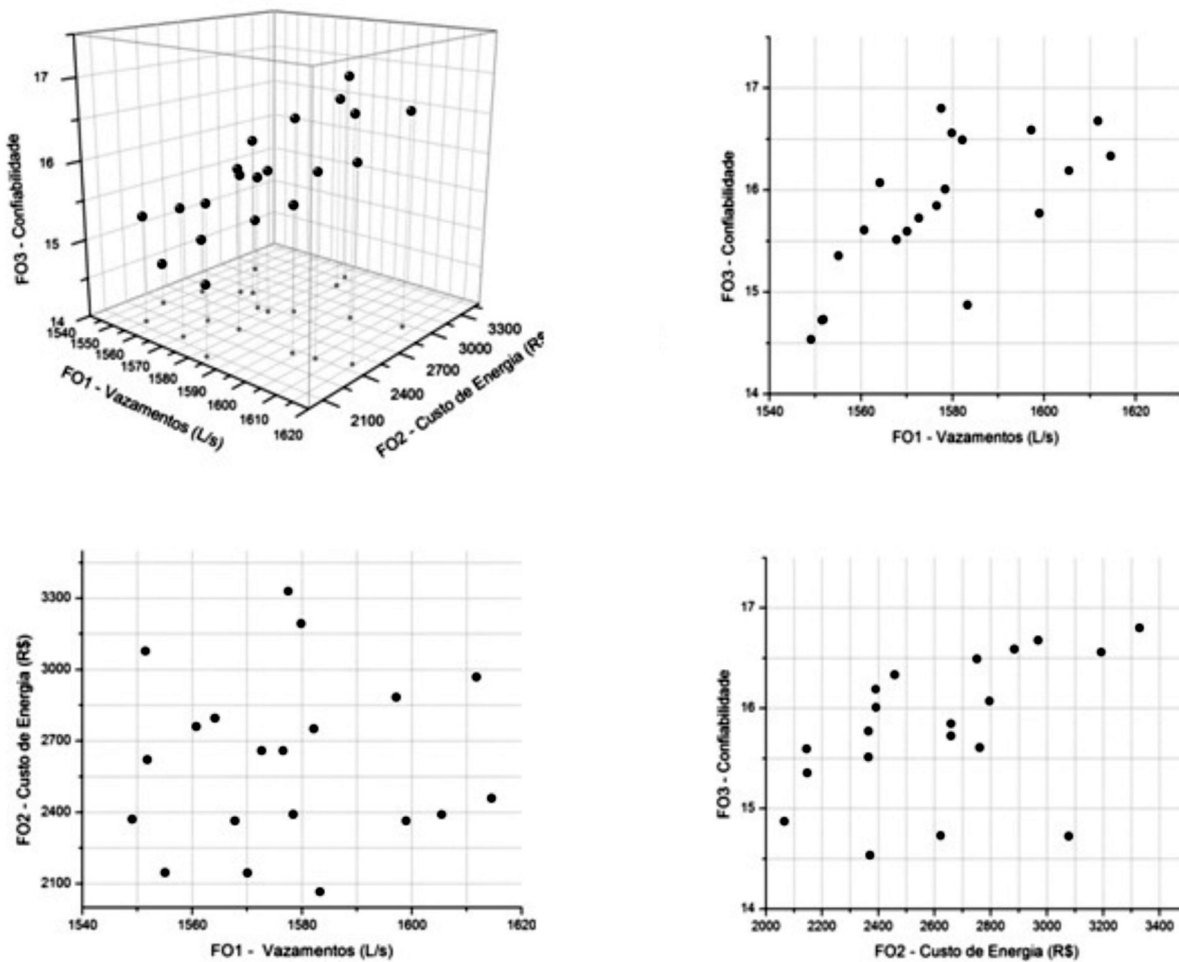 17
16
15
14
FO3 - Confiabilidade
1540
1550
1560
1570
1580
1590
1600
1610
1620
FO1 - Vazamentos (L/s)
2100
2400
2700
3000
3300
FO2 - Custo de Energia (R$
17
16
15
14
FO3 - Confiabilidade
1540 1560 1580 1600 1620
FO1 - Vazamentos (L/s)
3300
3000
2700
2400
2100
FO2 - Custo de Energia (R$)
1540 1560 1580 1600 1620
FO1 - Vazamentos (L/s)
17
16
15
14
FO3 - Confiabilidade
2000 2200 2400 2600 2800 3000 3200 3400
FO2 - Custo de Energia (R$)